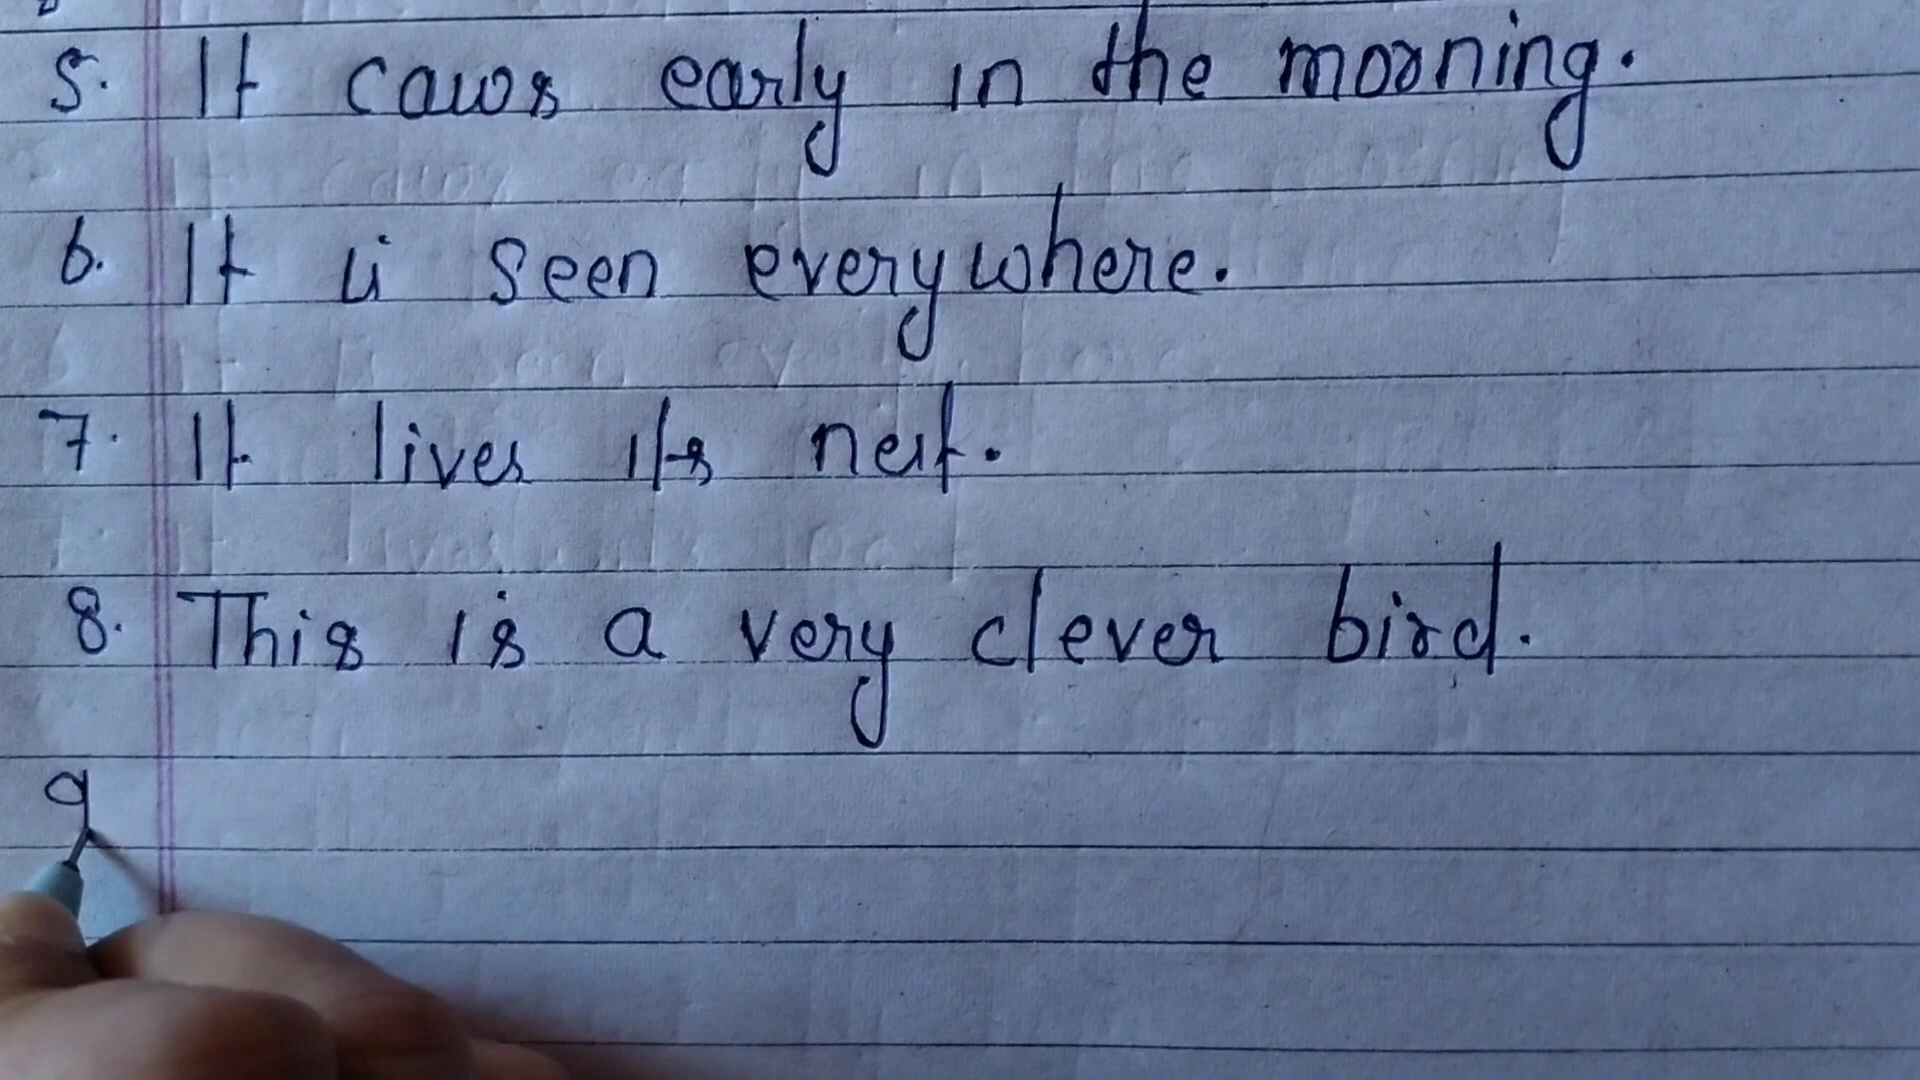 5. It caws early in the morning.
6. It is seen everywhere.
7. It lives its nest.
8. This is a very clever bird.
9